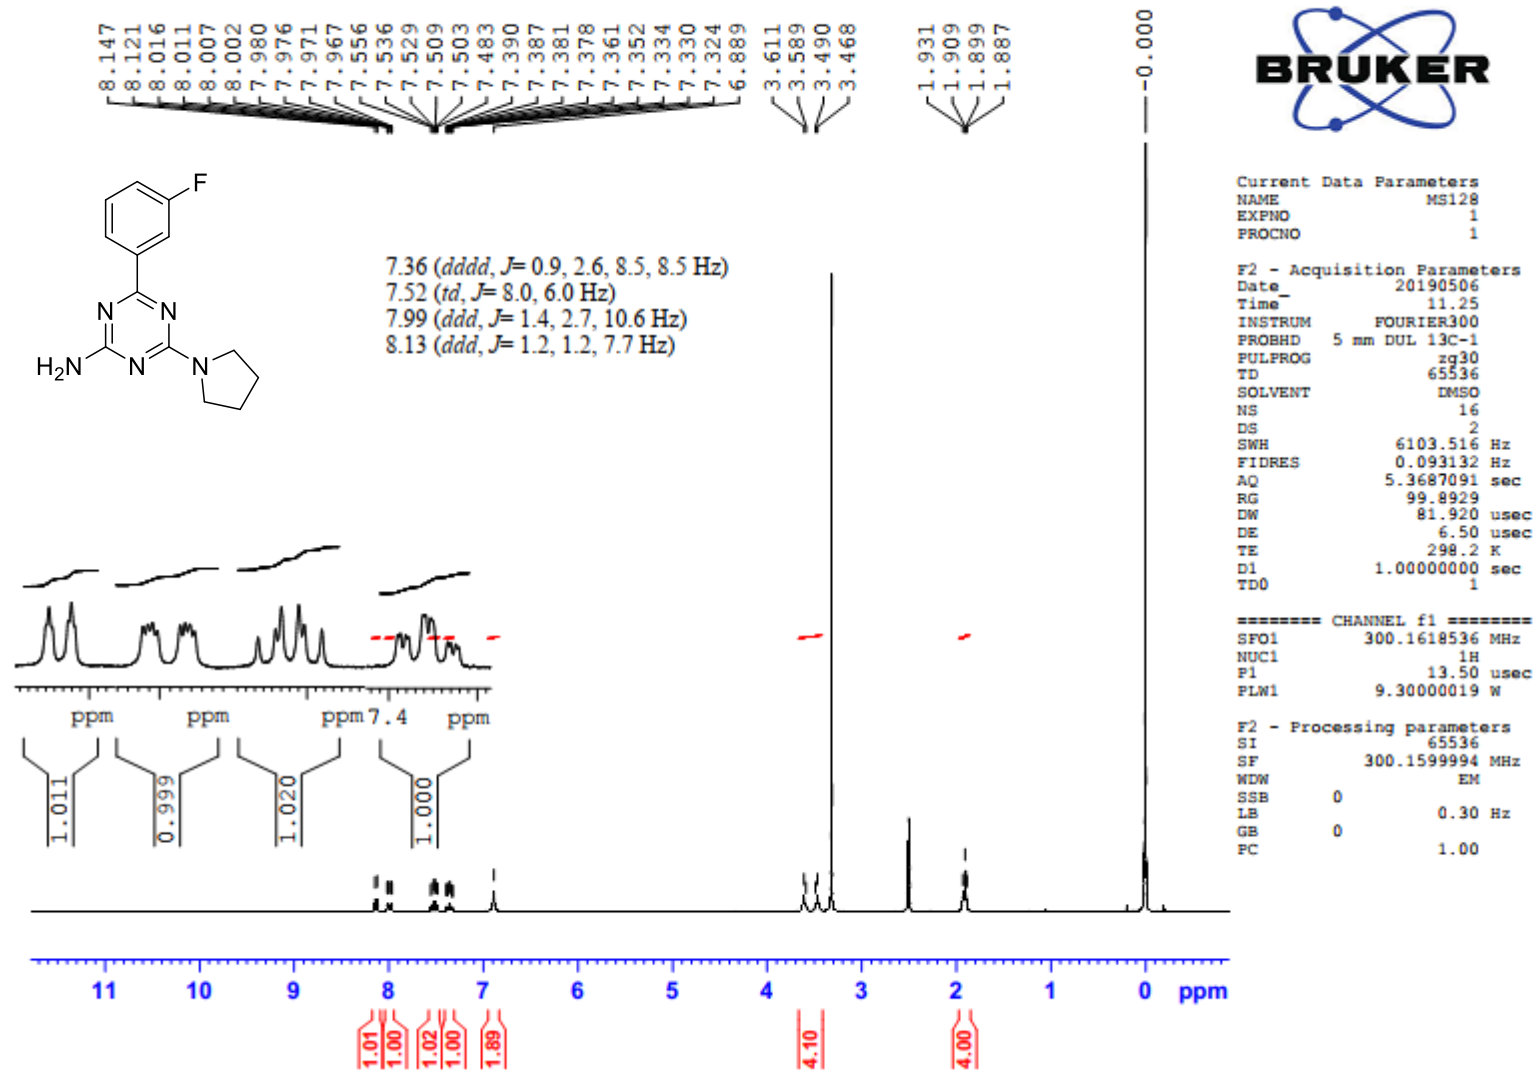 8.147
8.121
8.016
8.011
8.007
8.002
7.980
7.976
7.971
7.967
7.556
7.536
7.529
7.509
7.503
7.483
7.390
7.387
7.381
7.378
7.361
7.352
7.334
7.330
7.324
6.889
3.611
3.589
3.490
3.468
1.931
1.909
1.899
1.887
-0.000
BRUKER
F
N
N
H2N
N
N
7.36 (dddd, J= 0.9, 2.6, 8.5, 8.5 Hz)
7.52 (td, J= 8.0, 6.0 Hz)
7.99 (ddd, J= 1.4, 2.7, 10.6 Hz)
8.13 (ddd, J= 1.2, 1.2, 7.7 Hz)
Current Data Parameters
NAME MS128
EXPNO 1
PROCNO 1
F2 - Acquisition Parameters
Date_ 20190506
Time 11.25
INSTRUM FOURIER300
PROBHD 5 mm DUL 13C-1
PULPROG zg30
TD 65536
SOLVENT DMSO
NS 16
DS 2
SWH 6103.516 Hz
FIDRES 0.093132 Hz
AQ 5.3687091 sec
RG 99.8929
DW 81.920 usec
DE 6.50 usec
TE 298.2 K
D1 1.00000000 sec
TD0 1
======== CHANNEL f1 ========
SFO1 300.1618536 MHz
NUC1 1H
P1 13.50 usec
PLW1 9.30000019 W
F2 - Processing parameters
SI 65536
SF 300.1599994 MHz
WDW EM
SSB 0
LB 0.30 Hz
GB 0
PC 1.00
ppm ppm ppm 7.4 ppm
1.011
0.999
1.020
1.000
11 10 9 8 7 6 5 4 3 2 1 0 ppm
1.01
1.00
1.02
1.00
1.89
4.10
4.00